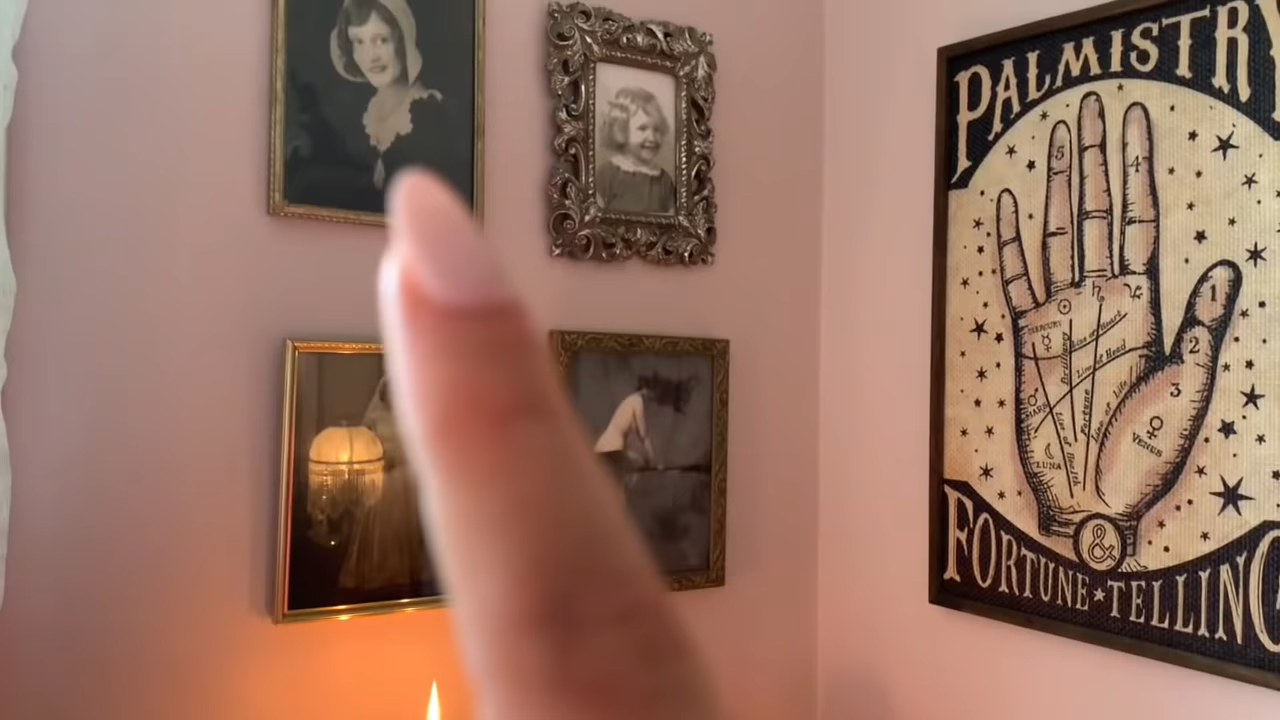 PALMISTRY
5
4
1
2
3
MERCURY
Line of Heart
Line of Head
Brilliancy
Fortune
Line of Life
MARS
Line of Health
LUNA
VENUS
&
FORTUNE★TELLING